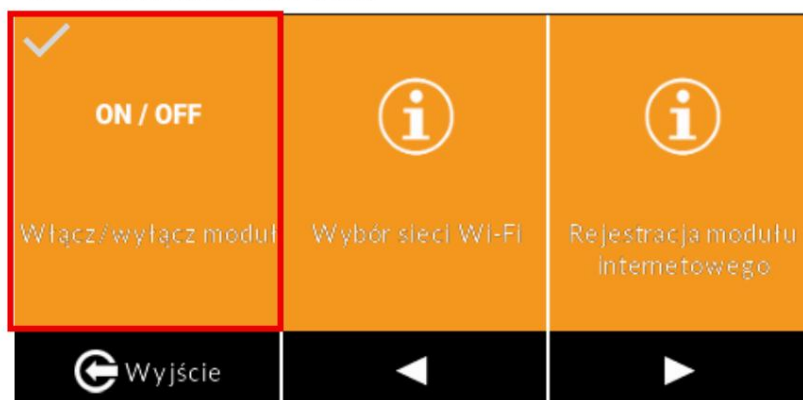 ON / OFF
Włącz/wyłącz moduł
Wybór sieci Wi-Fi
Rejestracja modułu
internetowego
Wyjście